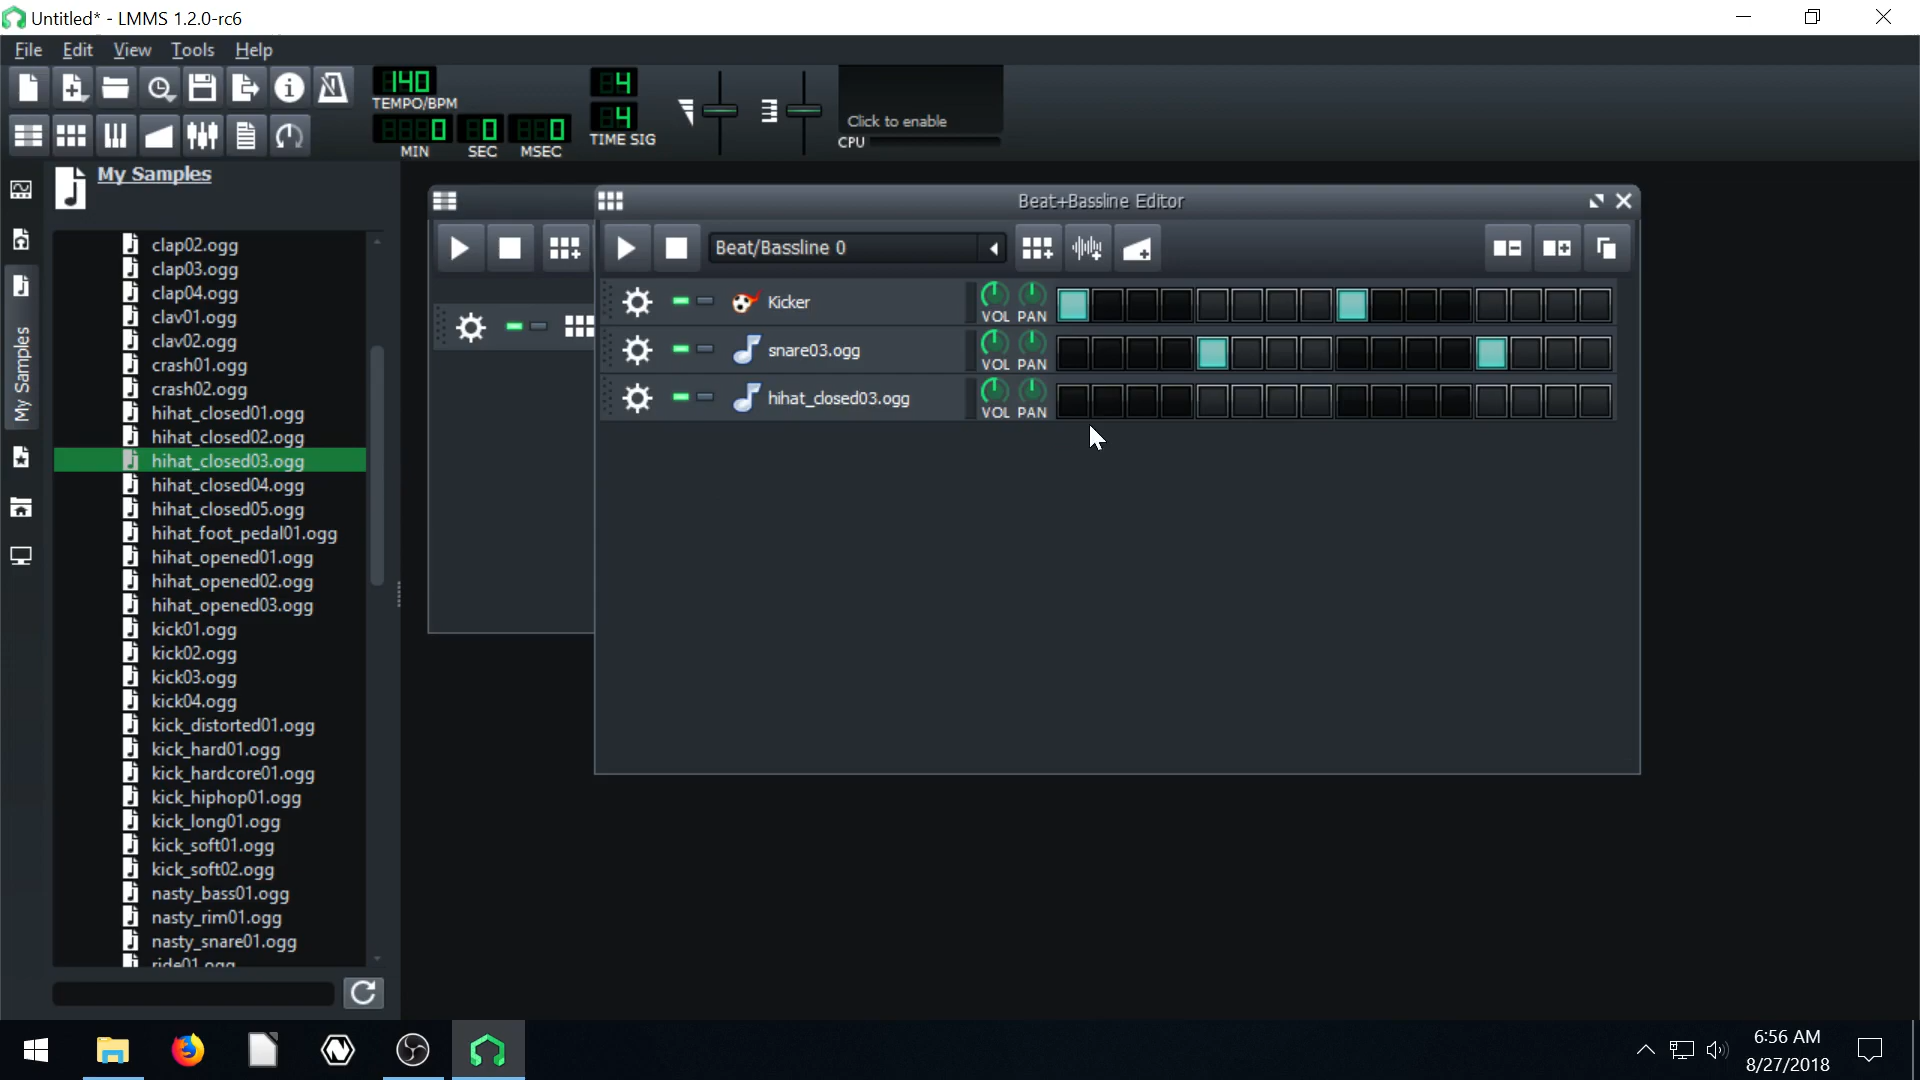 Untitled* - LMMS 1.2.0-rc6
File Edit View Tools Help
140
TEMPO/BPM
0 0 0
MIN SEC MSEC
4
4
TIME SIG
Click to enable
CPU
My Samples
My Samples
clap02.ogg
clap03.ogg
clap04.ogg
clav01.ogg
clav02.ogg
crash01.ogg
crash02.ogg
hihat_closed01.ogg
hihat_closed02.ogg
hihat_closed03.ogg
hihat_closed04.ogg
hihat_closed05.ogg
hihat_foot_pedal01.ogg
hihat_opened01.ogg
hihat_opened02.ogg
hihat_opened03.ogg
kick01.ogg
kick02.ogg
kick03.ogg
kick04.ogg
kick_distorted01.ogg
kick_hard01.ogg
kick_hardcore01.ogg
kick_hiphop01.ogg
kick_long01.ogg
kick_soft01.ogg
kick_soft02.ogg
nasty_bass01.ogg
nasty_rim01.ogg
nasty_snare01.ogg
ride01.ogg
Beat+Bassline Editor
Beat/Bassline 0
Kicker VOL PAN
snare03.ogg VOL PAN
hihat_closed03.ogg VOL PAN
6:56 AM
8/27/2018